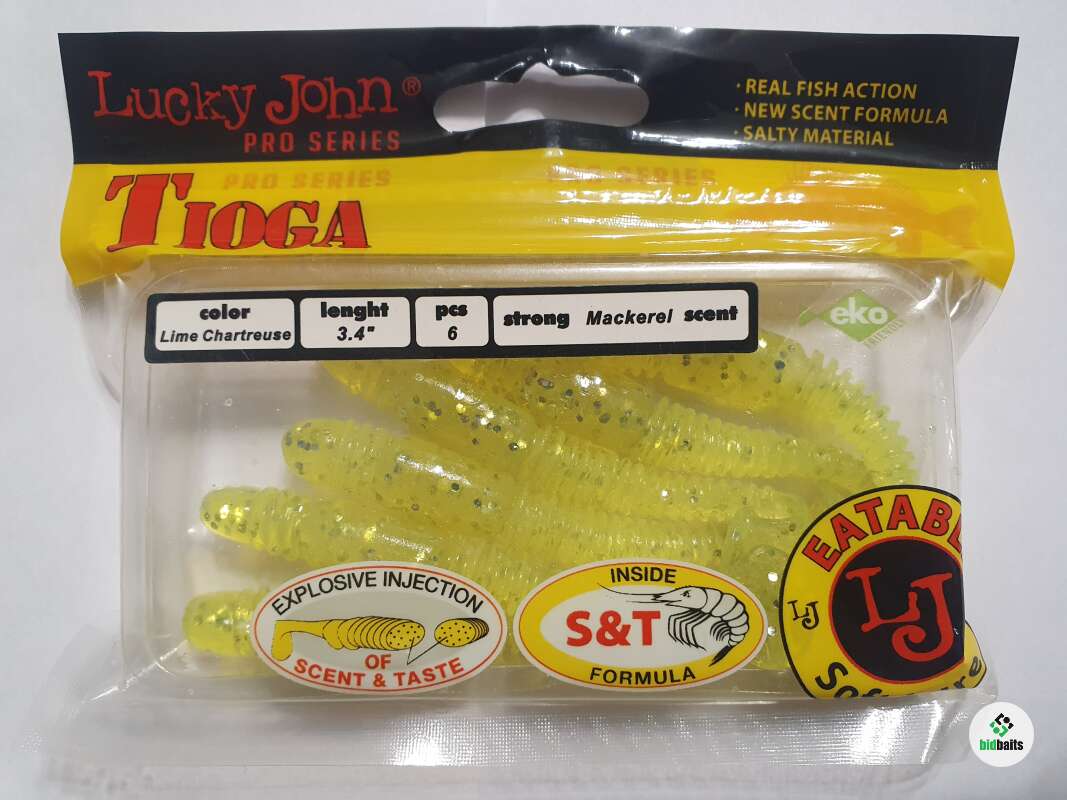 Lucky John®
PRO SERIES
· REAL FISH ACTION
· NEW SCENT FORMULA
· SALTY MATERIAL
PRO SERIES
SERIES
TIOGA
color
Lime Chartreuse
lenght
3.4"
pcs
6
strong Mackerel scent
eko
FRIENDLY
EXPLOSIVE INJECTION
OF
SCENT & TASTE
INSIDE
S&T
FORMULA
EATABL
LJ
LJ
bidbaits